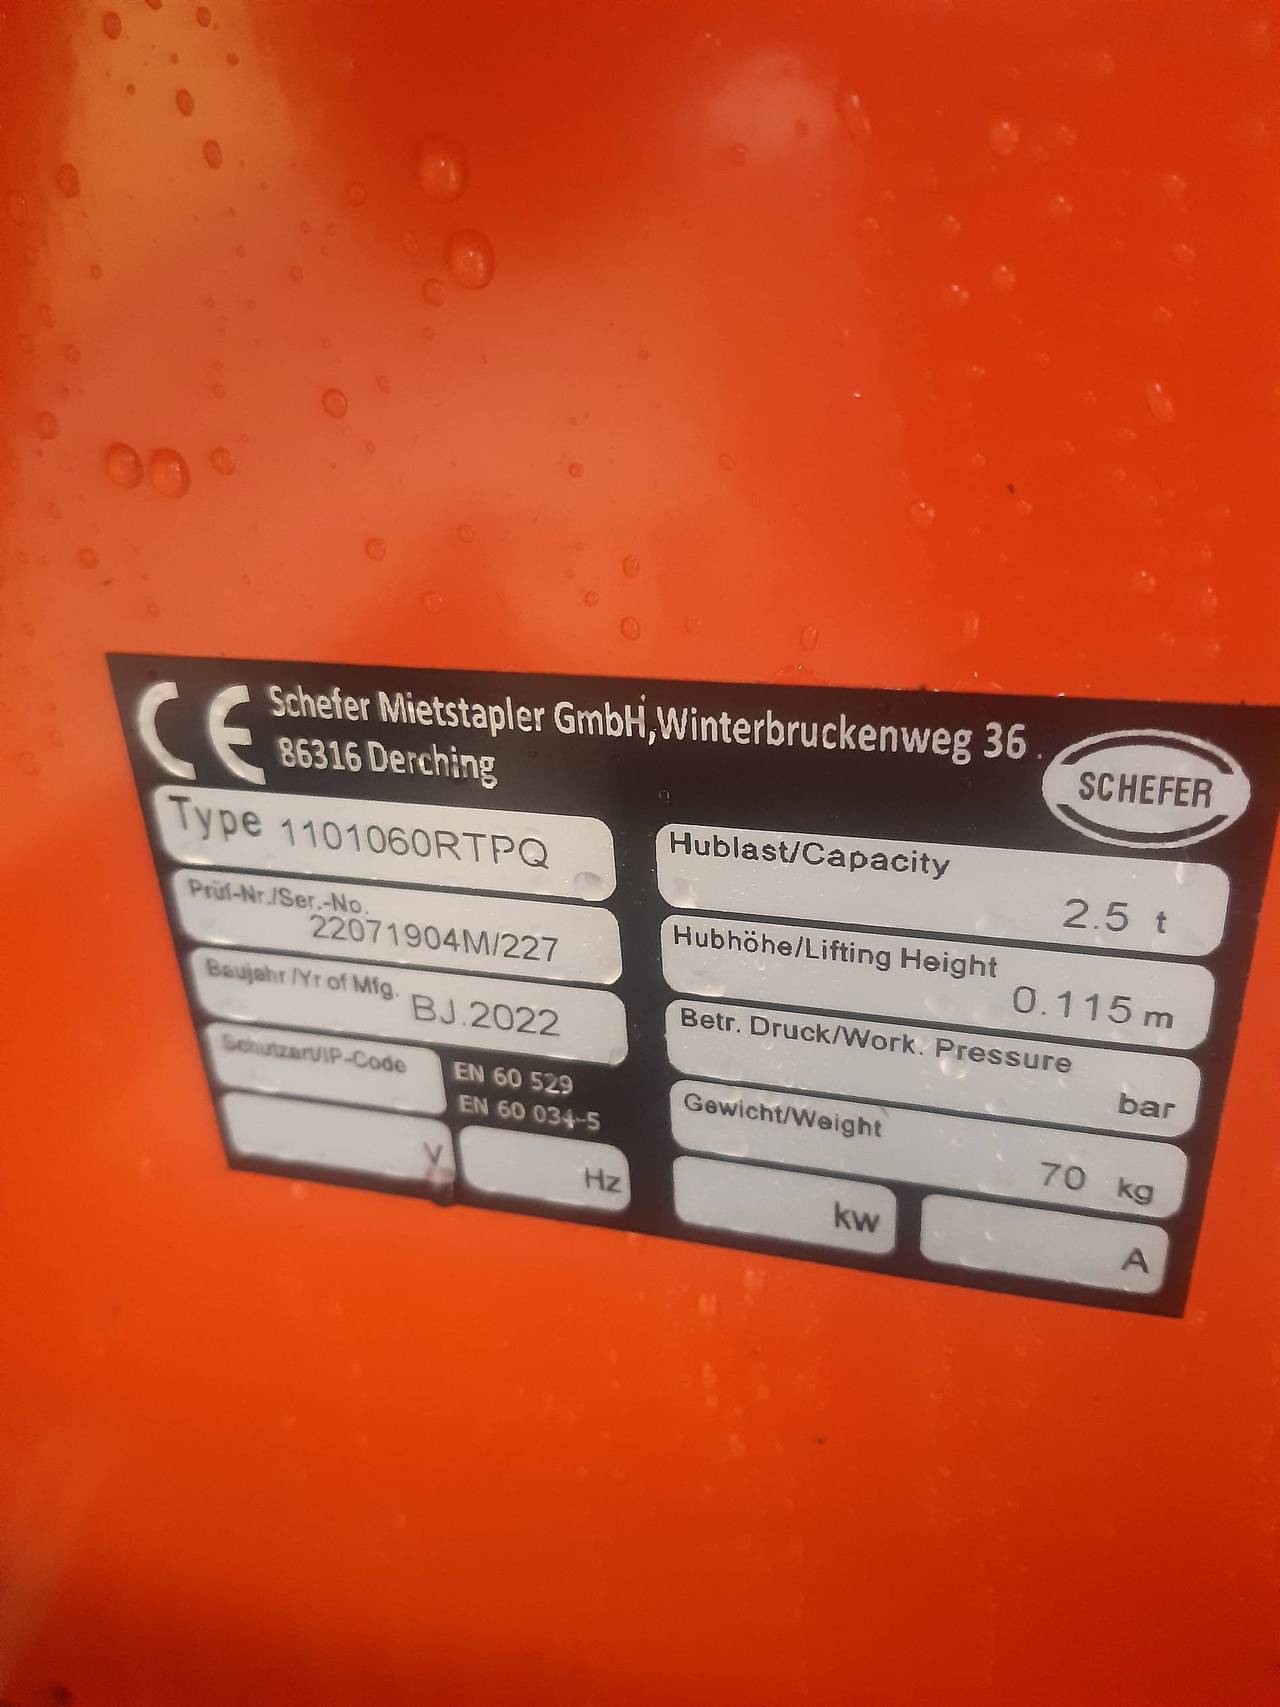 CE Schefer Mietstapler GmbH,Winterbruckenweg 36 .
86316 Derching
SCHEFER
Type 1101060RTPQ
Prüf-Nr./Ser.-No.
22071904M/227
Baujahr /Yr of Mfg. BJ.2022
Schutzart/IP-Code
EN 60 529
EN 60 034-5
V
Hz
Hublast/Capacity
2.5 t
Hubhöhe/Lifting Height
0.115 m
Betr. Druck/Work. Pressure
bar
Gewicht/Weight
70 kg
kw
A